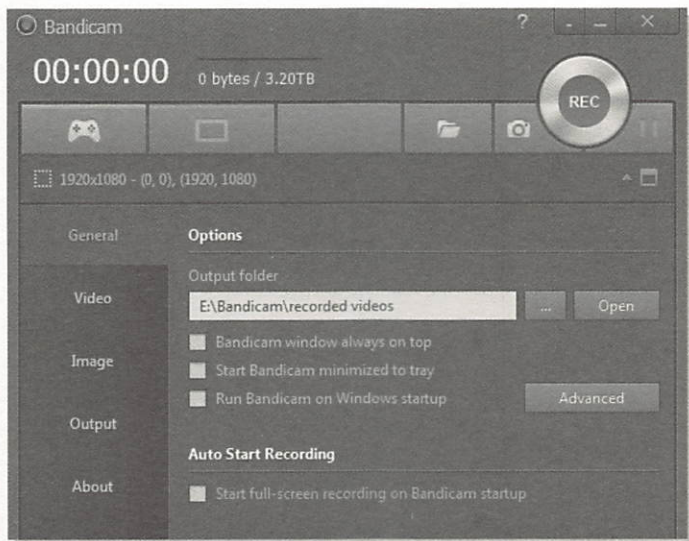 Bandicam ?
00:00:00 0 bytes / 3.20TB
REC
1920x1080 - (0, 0), (1920, 1080)
General
Options
Output folder
E:\Bandicam\recorded videos ... Open
Video
Bandicam window always on top
Image
Start Bandicam minimized to tray
Run Bandicam on Windows startup Advanced
Output
Auto Start Recording
About
Start full-screen recording on Bandicam startup